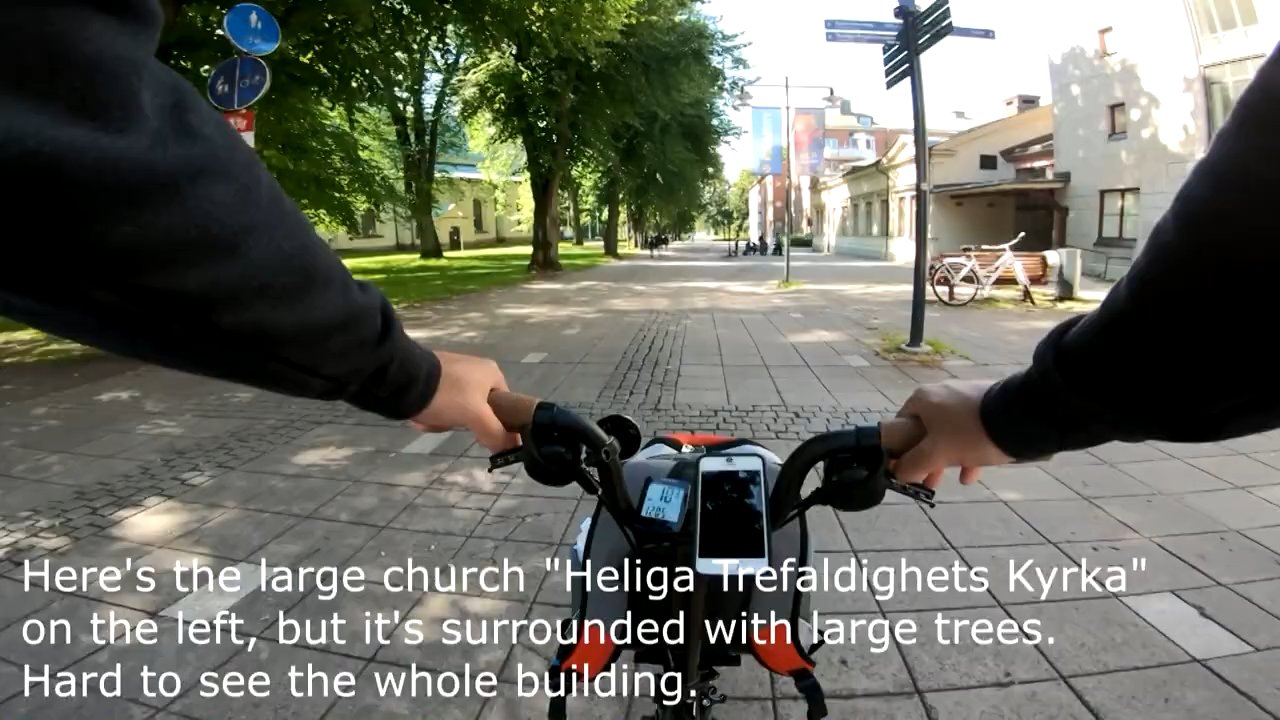 Here's the large church "Heliga Trefaldighets Kyrka"
on the left, but it's surrounded with large trees.
Hard to see the whole building.